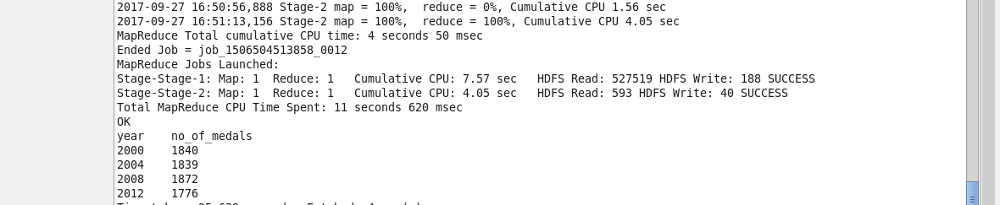 2017-09-27 16:50:56,888 Stage-2 map = 100%,  reduce = 0%, Cumulative CPU 1.56 sec
2017-09-27 16:51:13,156 Stage-2 map = 100%,  reduce = 100%, Cumulative CPU 4.05 sec
MapReduce Total cumulative CPU time: 4 seconds 50 msec
Ended Job = job_1506504513858_0012
MapReduce Jobs Launched:
Stage-Stage-1: Map: 1  Reduce: 1   Cumulative CPU: 7.57 sec   HDFS Read: 527519 HDFS Write: 188 SUCCESS
Stage-Stage-2: Map: 1  Reduce: 1   Cumulative CPU: 4.05 sec   HDFS Read: 593 HDFS Write: 40 SUCCESS
Total MapReduce CPU Time Spent: 11 seconds 620 msec
OK
year    no_of_medals
2000    1840
2004    1839
2008    1872
2012    1776